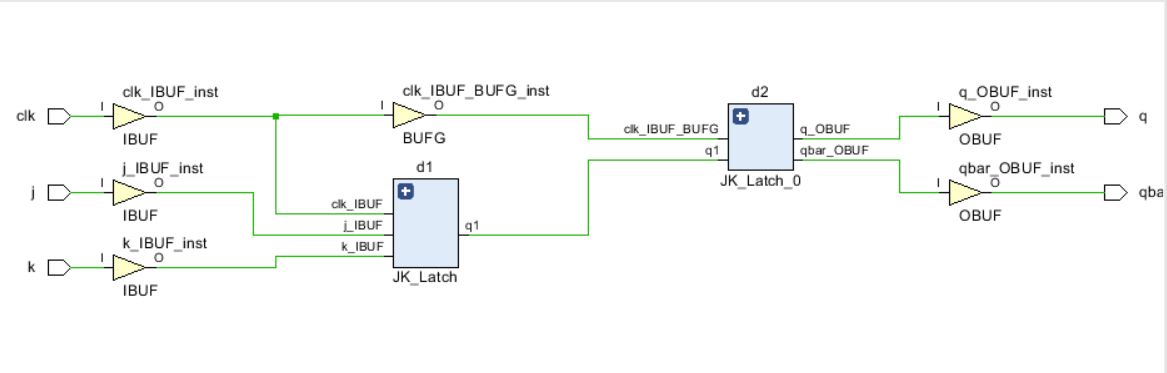 clk
I
clk_IBUF_inst
O
IBUF
I
clk_IBUF_BUFG_inst
O
BUFG
j
I
j_IBUF_inst
O
IBUF
k
I
k_IBUF_inst
O
IBUF
d1
clk_IBUF
j_IBUF
k_IBUF
q1
JK_Latch
d2
clk_IBUF_BUFG
q1
q_OBUF
qbar_OBUF
JK_Latch_0
I
q_OBUF_inst
O
OBUF
q
I
qbar_OBUF_inst
O
OBUF
qba